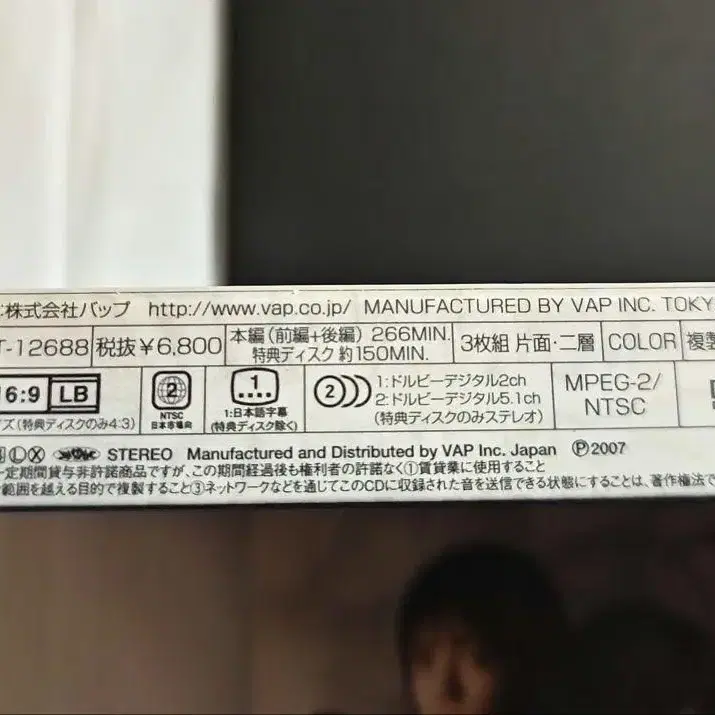 :株式会社バップ http://www.vap.co.jp/ MANUFACTURED BY VAP INC. TOKY
T-12688 税抜￥6,800 本編(前編+後編) 266MIN. 特典ディスク 約150MIN. 3枚組 片面・二層 COLOR 複製
16:9 LB
ズ(特典ディスクのみ4:3)
2 NTSC 日本市場向
1 1:日本語字幕 (特典ディスク除く)
2 1:ドルビーデジタル2ch
2:ドルビーデジタル5.1ch
(特典ディスクのみステレオ)
MPEG-2/
NTSC
L X STEREO Manufactured and Distributed by VAP Inc. Japan Ⓟ2007
一定期間貸与非許諾商品ですが、この期間経過後も権利者の許諾なく①賃貸業に使用すること
範囲を越える目的で複製すること③ネットワークなどを通じてこのCDに収録された音を送信できる状態にすることは、著作権法で